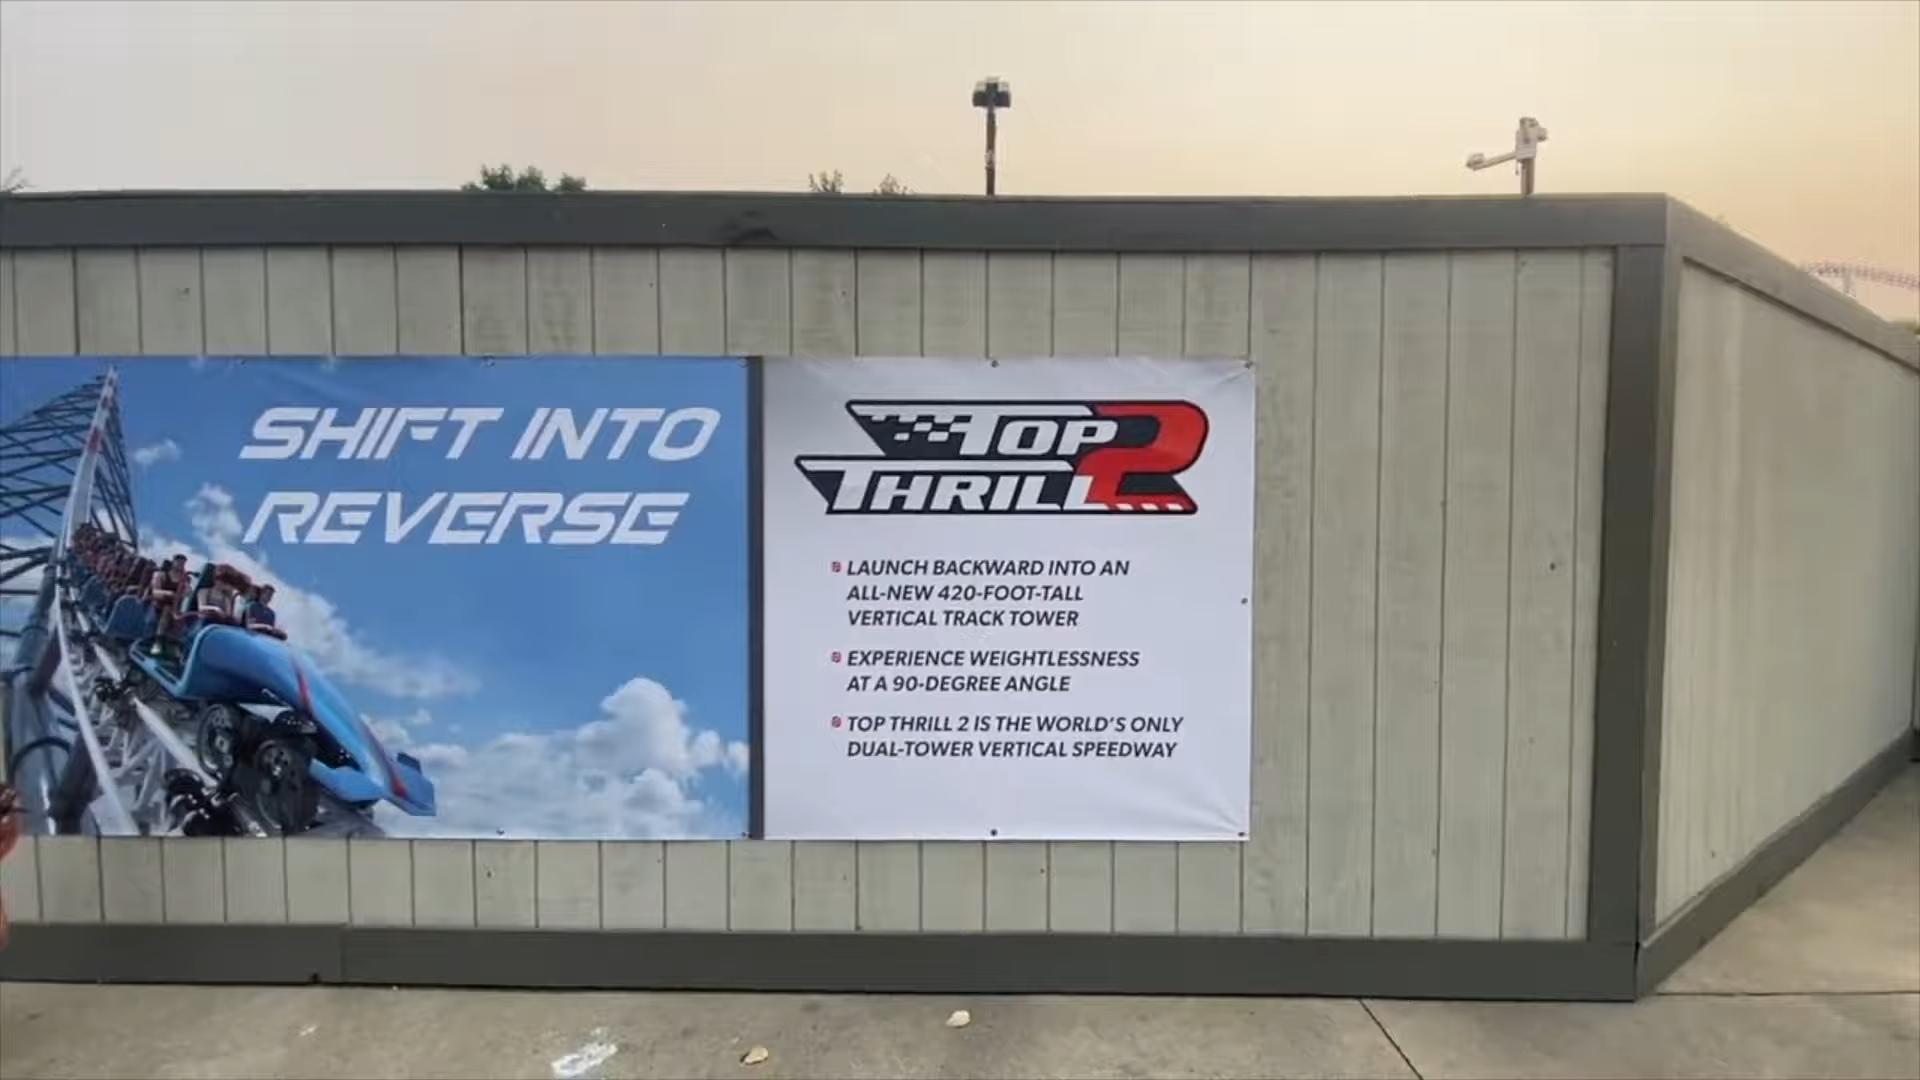 SHIFT INTO
REVERSE
TOP
THRILL 2
LAUNCH BACKWARD INTO AN
ALL-NEW 420-FOOT-TALL
VERTICAL TRACK TOWER
EXPERIENCE WEIGHTLESSNESS
AT A 90-DEGREE ANGLE
TOP THRILL 2 IS THE WORLD'S ONLY
DUAL-TOWER VERTICAL SPEEDWAY